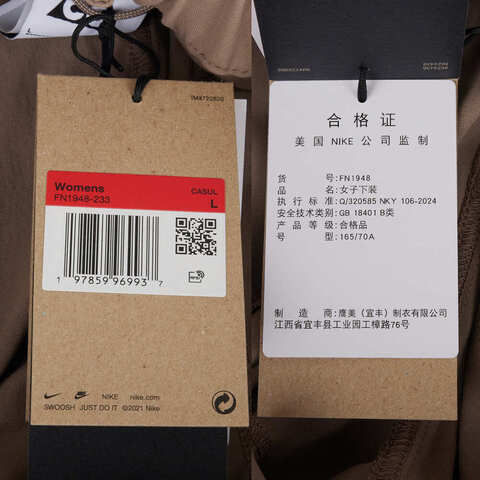 Womens
FN1948-233
CASUL
L
1 97859 96993 7
RFID
NIKE nike.com
SWOOSH JUST DO IT ©2021 Nike
合格证
美国 NIKE 公司监制
货号:FN1948
品名:女子下装
执行标准:Q/320585 NKY 106-2024
安全技术类别:GB 18401 B类
产品等级:合格品
号型:165/70A
制造商:鹰美(宜丰)制衣有限公司
江西省宜丰县工业园工樟路76号